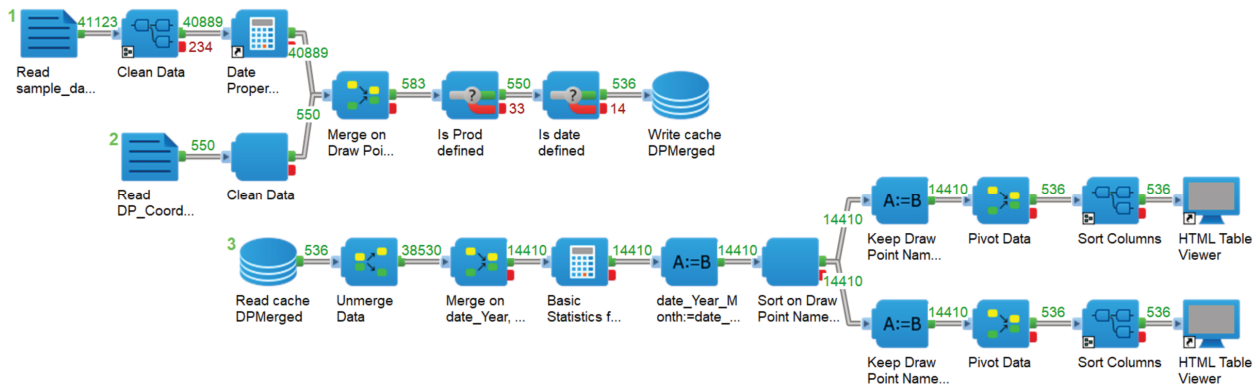 1
41123
40889
234
40889
Read
sample_da...
Clean Data
Date
Proper...
583
550
33
536
14
Merge on
Draw Poi...
? Is Prod
defined
? Is date
defined
Write cache
DPMerged
2
550
550
Read
DP_Coord...
Clean Data
3
536
38530
14410
14410
14410
Read cache
DPMerged
Unmerge
Data
Merge on
date_Year, ...
Basic
Statistics f...
A:=B
date_Year_M
onth:=date_...
Sort on Draw
Point Name...
14410
A:=B
14410
536
536
Keep Draw
Point Nam...
Pivot Data
Sort Columns
HTML Table
Viewer
14410
A:=B
14410
536
536
Keep Draw
Point Name...
Pivot Data
Sort Columns
HTML Table
Viewer